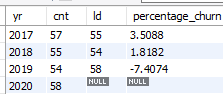 yr cnt ld percentage_churn
2017 57 55 3.5088
2018 55 54 1.8182
2019 54 58 -7.4074
2020 58 NULL NULL